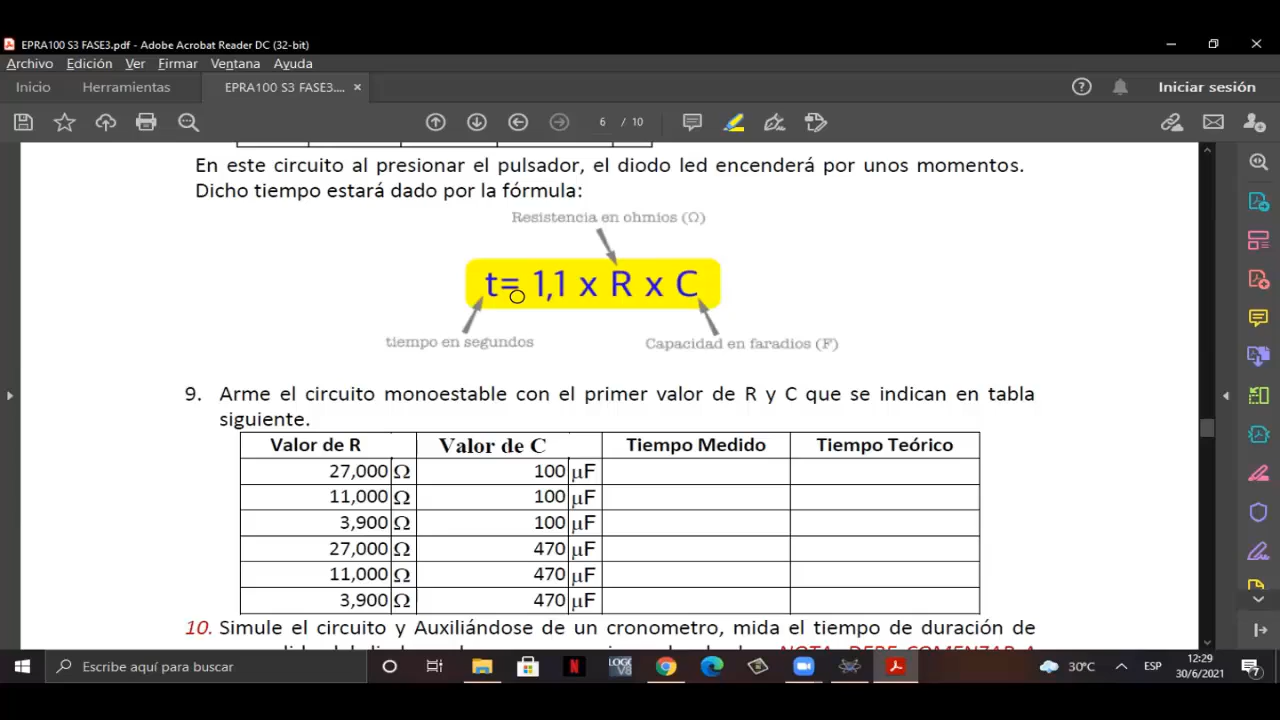 EPRA100 S3 FASE3.pdf - Adobe Acrobat Reader DC (32-bit)
Archivo Edición Ver Firmar Ventana Ayuda
Inicio Herramientas EPRA100 S3 FASE3.... × Iniciar sesión
6 / 10
En este circuito al presionar el pulsador, el diodo led encenderá por unos momentos.
Dicho tiempo estará dado por la fórmula:
Resistencia en ohmios (Ω)
t= 1,1 x R x C
tiempo en segundos
Capacidad en faradios (F)
9. Arme el circuito monoestable con el primer valor de R y C que se indican en tabla
siguiente.
Valor de R Valor de C Tiempo Medido Tiempo Teórico
27,000 Ω 100 µF
11,000 Ω 100 µF
3,900 Ω 100 µF
27,000 Ω 470 µF
11,000 Ω 470 µF
3,900 Ω 470 µF
10. Simule el circuito y Auxiliándose de un cronometro, mida el tiempo de duración de
Escribe aquí para buscar
30°C
ESP
12:29
30/6/2021